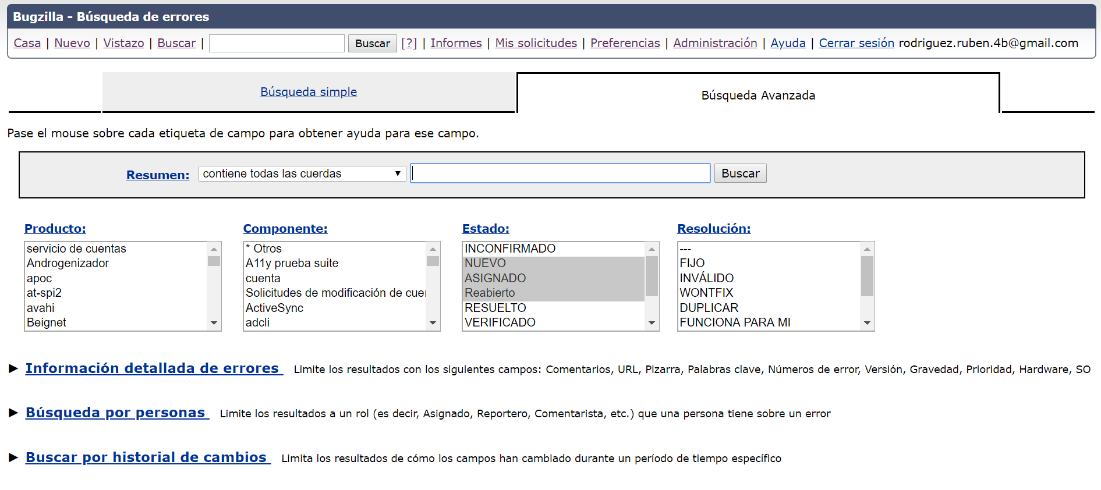 Bugzilla - Búsqueda de errores
Casa | Nuevo | Vistazo | Buscar | Buscar [?] | Informes | Mis solicitudes | Preferencias | Administración | Ayuda | Cerrar sesión rodriguez.ruben.4b@gmail.com
Búsqueda simple
Búsqueda Avanzada
Pase el mouse sobre cada etiqueta de campo para obtener ayuda para ese campo.
Resumen: contiene todas las cuerdas Buscar
Producto:
servicio de cuentas
Androgenizador
apoc
at-spi2
avahi
Beignet
Componente:
* Otros
A11y prueba suite
cuenta
Solicitudes de modificación de cuer
ActiveSync
adcli
Estado:
INCONFIRMADO
NUEVO
ASIGNADO
Reabierto
RESUELTO
VERIFICADO
Resolución:
---
FIJO
INVÁLIDO
WONTFIX
DUPLICAR
FUNCIONA PARA MI
Información detallada de errores Limite los resultados con los siguientes campos: Comentarios, URL, Pizarra, Palabras clave, Números de error, Versión, Gravedad, Prioridad, Hardware, SO
Búsqueda por personas Limite los resultados a un rol (es decir, Asignado, Reportero, Comentarista, etc.) que una persona tiene sobre un error
Buscar por historial de cambios Limita los resultados de cómo los campos han cambiado durante un período de tiempo específico